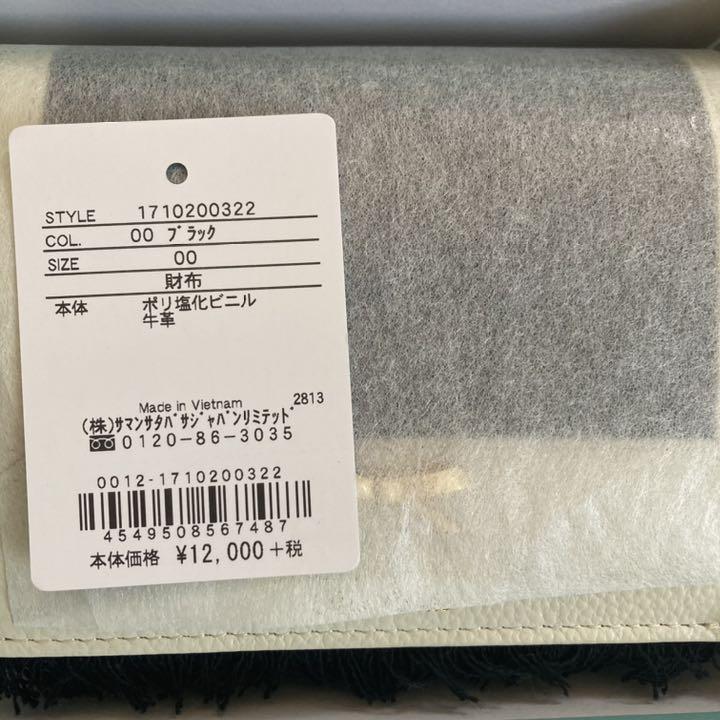 STYLE 1710200322
COL. 00 ﾌﾞﾗｯｸ
SIZE 00
財布
本体 ポリ塩化ビニル
牛革
Made in Vietnam 2813
(株)ｻﾏﾝｻﾀﾊﾞｻｼﾞｬﾊﾟﾝﾘﾐﾃｯﾄﾞ
0120-86-3035
0012-1710200322
4549508567487
本体価格 ¥12,000+税